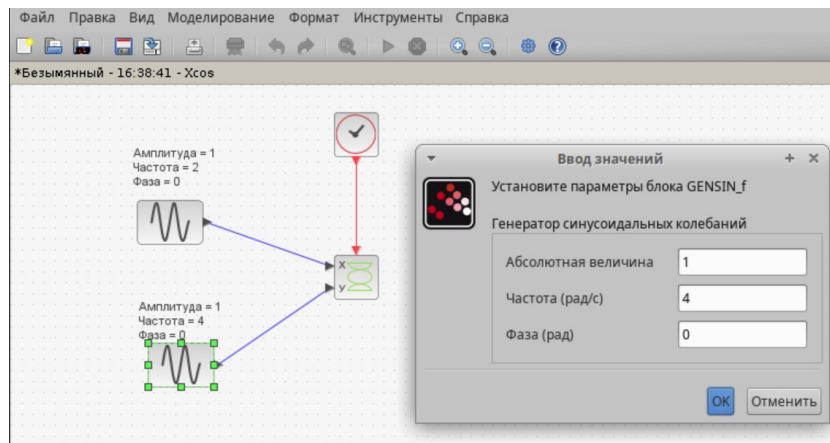 Файл Правка Вид Моделирование Формат Инструменты Справка
*Безымянный - 16:38:41 - Xcos
Амплитуда = 1
Частота = 2
Фаза = 0
X
У
Амплитуда = 1
Частота = 4
Фаза = 0
Ввод значений
Установите параметры блока GENSIN_f
Генератор синусоидальных колебаний
Абсолютная величина 1
Частота (рад/с) 4
Фаза (рад) 0
OK Отменить